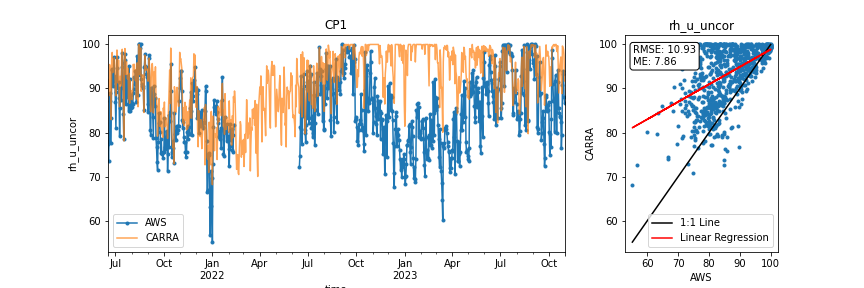 CP1
rh_u_uncor
100
90
80
70
60
AWS
CARRA
Jul
Oct
Jan
2022
Apr
Jul
Oct
Jan
2023
Apr
Jul
Oct
time
rh_u_uncor
RMSE: 10.93
ME: 7.86
CARRA
100
90
80
70
60
1:1 Line
Linear Regression
60
70
80
90
100
AWS